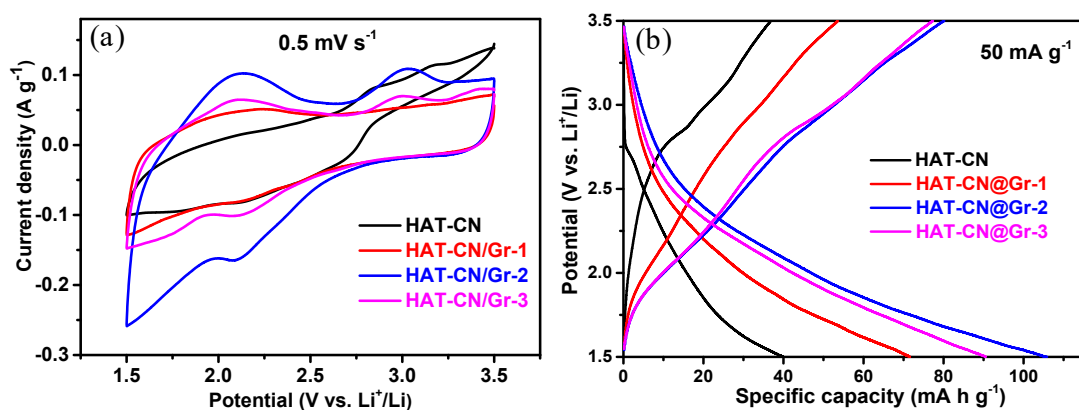 (a)
0.5 mV s⁻¹
Current density (A g⁻¹)
0.1
0.0
-0.1
-0.2
-0.3
HAT-CN
HAT-CN/Gr-1
HAT-CN/Gr-2
HAT-CN/Gr-3
1.5
2.0
2.5
3.0
3.5
Potential (V vs. Li⁺/Li)
(b)
50 mA g⁻¹
Potential (V vs. Li⁺/Li)
3.5
3.0
2.5
2.0
1.5
HAT-CN
HAT-CN@Gr-1
HAT-CN@Gr-2
HAT-CN@Gr-3
0
20
40
60
80
100
Specific capacity (mA h g⁻¹)